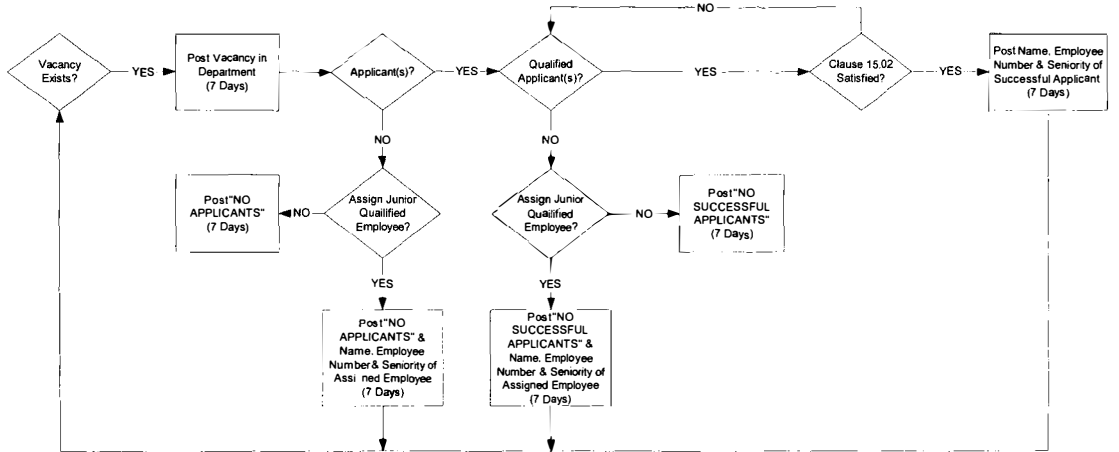 NO
Vacancy
Exists?
YES
Post Vacancy in
Department
(7 Days)
Applicant(s)?
YES
Qualified
Applicant(s)?
YES
Clause 15.02
Satisfied?
YES
Post Name, Employee
Number & Seniority of
Successful Applicant
(7 Days)
NO
NO
Post"NO
APPLICANTS"
(7 Days)
NO
Assign Junior
Quailified
Employee?
Assign Junior
Quailified
Employee?
NO
Post"NO
SUCCESSFUL
APPLICANTS"
(7 Days)
YES
YES
Post"NO
APPLICANTS" &
Name, Employee
Number & Seniority of
Assi ned Employee
(7 Days)
Post"NO
SUCCESSFUL
APPLICANTS" &
Name, Employee
Number & Seniority of
Assigned Employee
(7 Days)